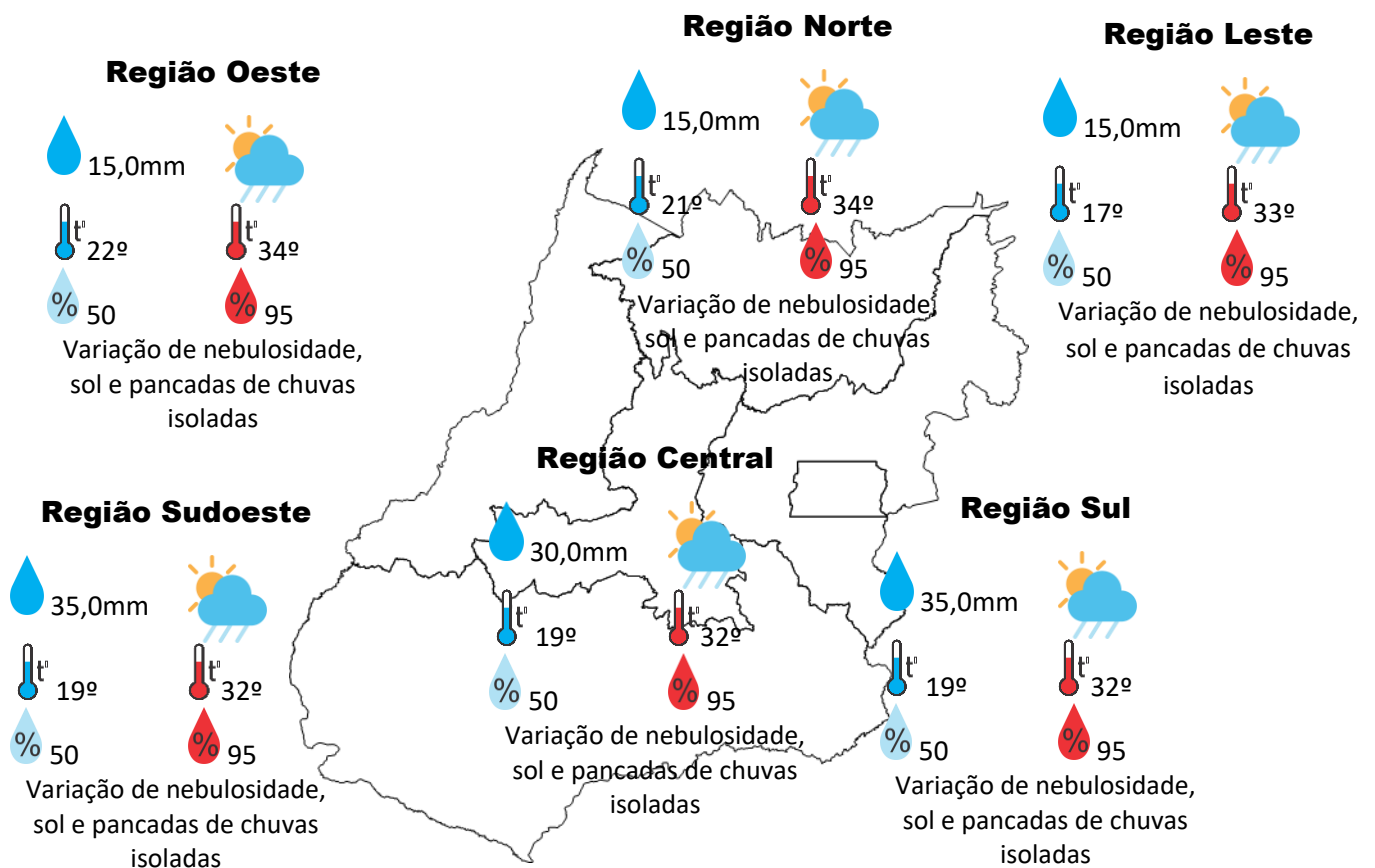 Região Oeste
15,0mm
t°
22º
34º
%
50
%
95
Variação de nebulosidade,
sol e pancadas de chuvas
isoladas
Região Norte
15,0mm
t°
21º
t°
34º
%
50
%
95
Variação de nebulosidade,
sol e pancadas de chuvas
isoladas
Região Leste
15,0mm
t°
17º
t°
33º
%
50
%
95
Variação de nebulosidade,
sol e pancadas de chuvas
isoladas
Região Sudoeste
35,0mm
t°
19º
t°
32º
%
50
%
95
Variação de nebulosidade,
sol e pancadas de chuvas
isoladas
Região Central
30,0mm
t°
19º
t°
32º
%
50
%
95
Variação de nebulosidade,
sol e pancadas de chuvas
isoladas
Região Sul
35,0mm
t°
19º
t°
32º
%
50
%
95
Variação de nebulosidade,
sol e pancadas de chuvas
isoladas